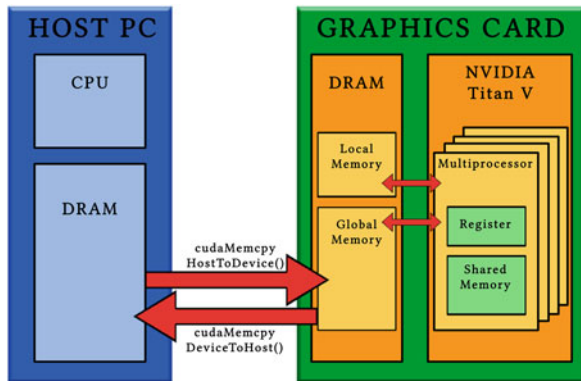 HOST PC
CPU
DRAM
cudaMemcpy
HostToDevice()
cudaMemcpy
DeviceToHost()
GRAPHICS CARD
DRAM
Local
Memory
Global
Memory
NVIDIA
Titan V
Multiprocessor
Register
Shared
Memory